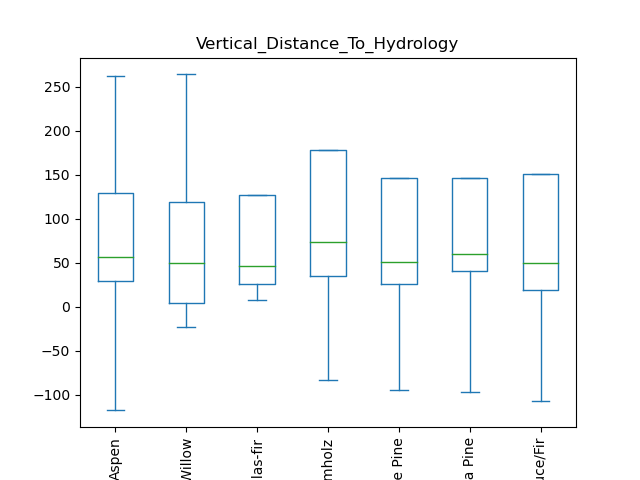 Vertical_Distance_To_Hydrology
250
200
150
100
50
0
−50
−100
Aspen
Willow
las-fir
mholz
e Pine
a Pine
uce/Fir